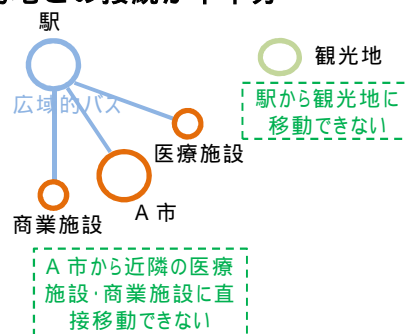 駅
観光地
広域的バス
駅から観光地に
移動できない
医療施設
A 市
商業施設
A 市から近隣の医療
施設・商業施設に直
接移動できない